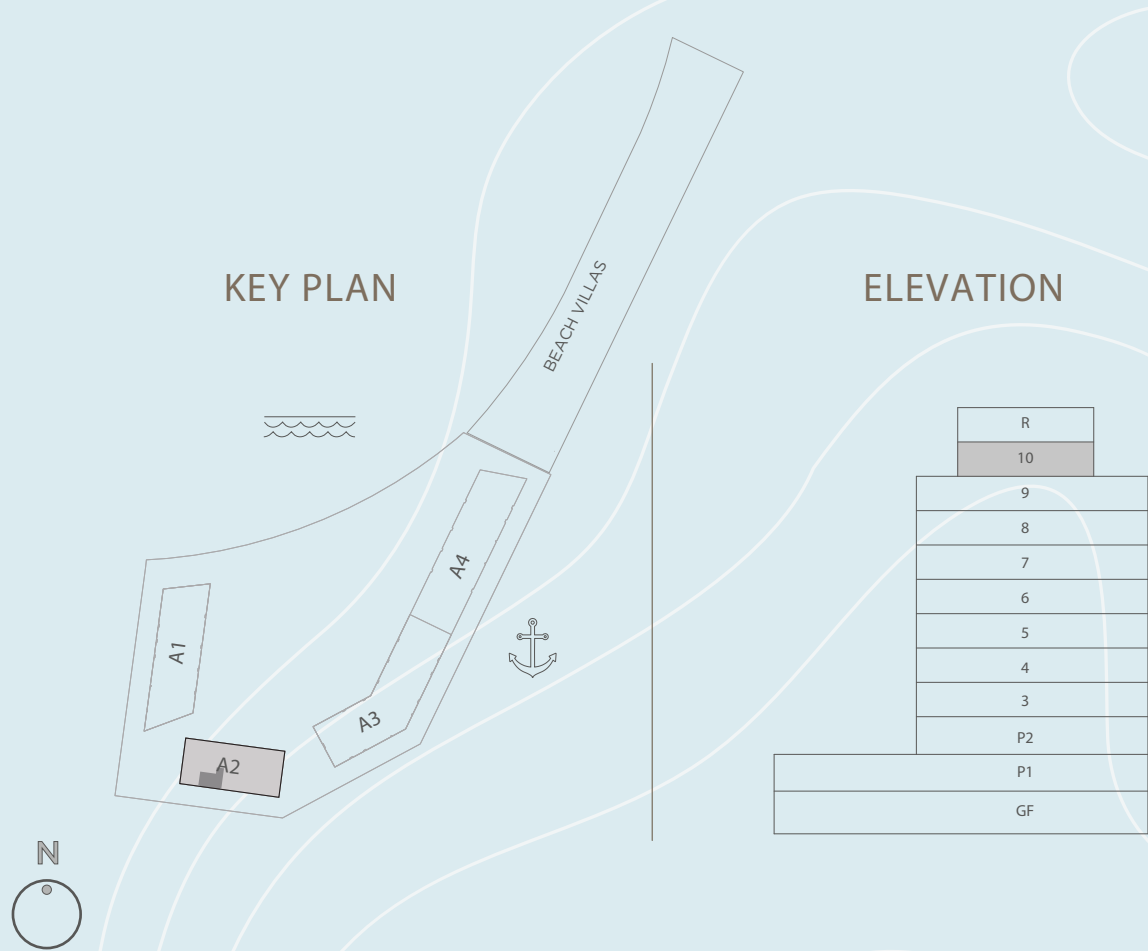 KEY PLAN
BEACH VILLAS
A4
A1
A3
A2
N
ELEVATION
R
10
9
8
7
6
5
4
3
P2
P1
GF